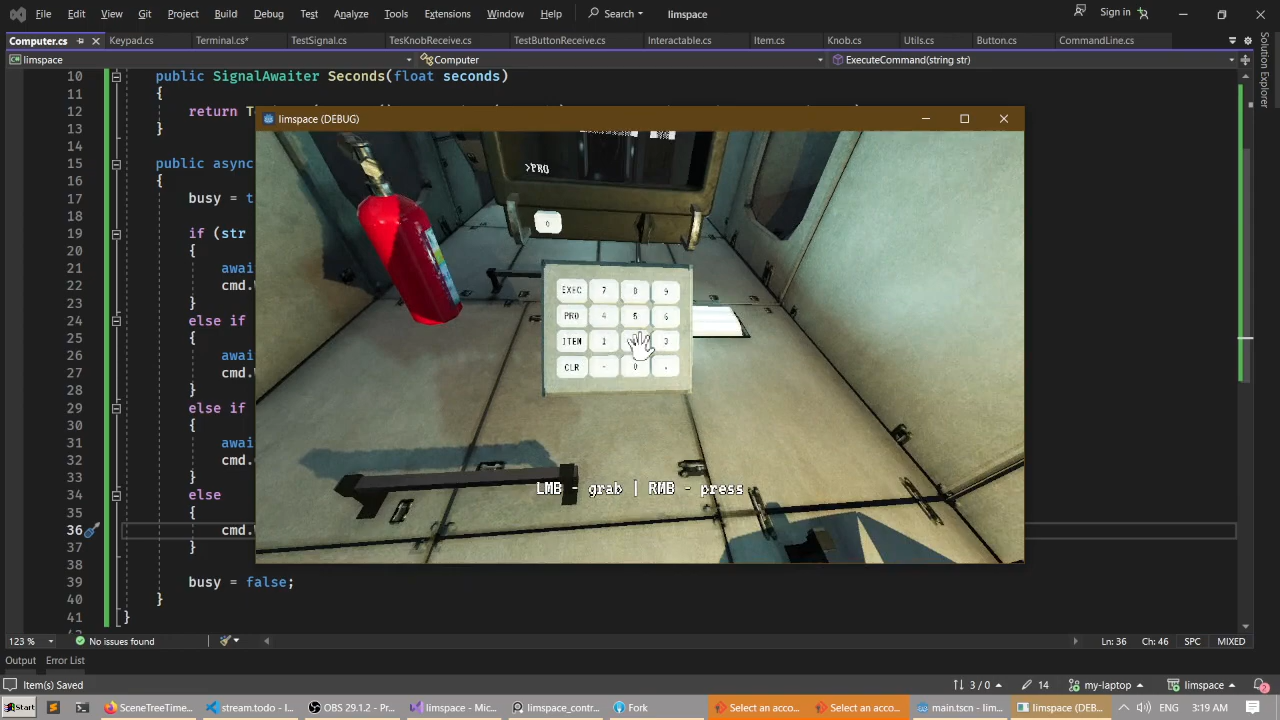 File Edit View Git Project Build Debug Test Analyze Tools Extensions Window Help Search limspace Sign in
Computer.cs Keypad.cs Terminal.cs* TestSignal.cs TesKnobReceive.cs TestButtonReceive.cs Interactable.cs Item.cs Knob.cs Utils.cs Button.cs CommandLine.cs
limspace Computer ExecuteCommand(string str)
Solution Explorer
10 public SignalAwaiter Seconds(float seconds)
11 {
12 return
13 }
14
15 public async
16 {
17 busy =
18
19 if (str
20 {
21
22 cmd.
23 }
24 else if
25 {
26
27 cmd.
28 }
29 else if
30 {
31
32 cmd.
33 }
34 else
35 {
36 cmd.
37 }
38
39 busy = false;
40 }
41 }
limspace (DEBUG)
>PRO
0
EXEC 7 8 9
PRO 4 5 6
ITEM 1 3
CLR - 0 .
LMB - grab | RMB - press
123 % No issues found Ln: 36 Ch: 46 SPC MIXED
Output Error List
Item(s) Saved 3 / 0 14 my-laptop limspace 2
Start SceneTreeTime... stream.todo - l... OBS 29.1.2 - Pr... limspace - Mic... limspace_contr... Fork Select an acco... Select an acco... main.tscn - lim... limspace (DEB... ENG 3:19 AM